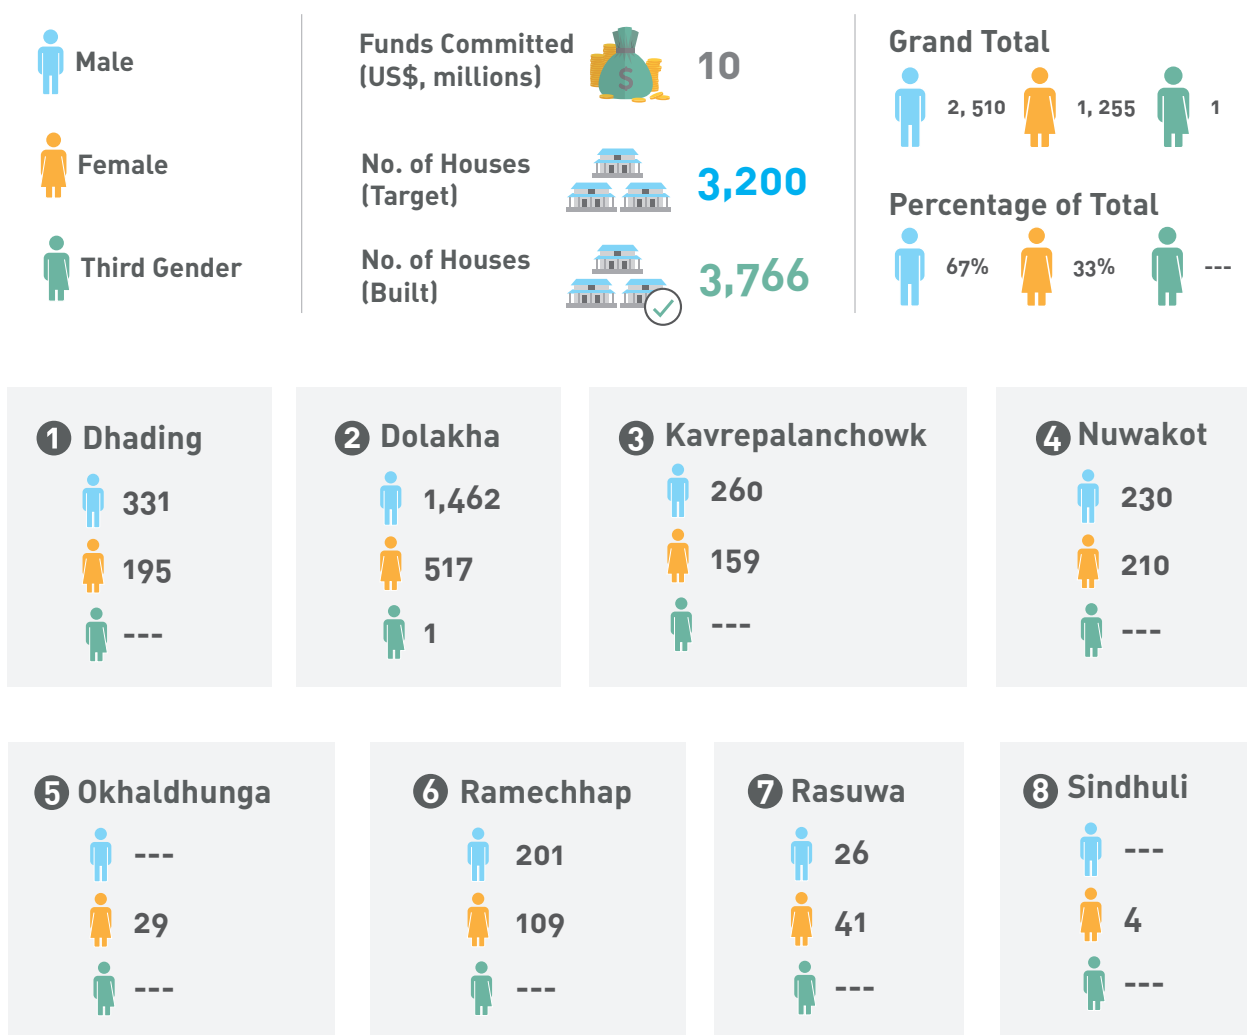 Male
Female
Third Gender
Funds Committed
(US$, millions)
$
10
No. of Houses
(Target)
3,200
No. of Houses
(Built)
3,766
Grand Total
2, 510
1, 255
1
Percentage of Total
67%
33%
---
1 Dhading
331
195
---
2 Dolakha
1,462
517
1
3 Kavrepalanchowk
260
159
---
4 Nuwakot
230
210
---
5 Okhaldhunga
---
29
---
6 Ramechhap
201
109
---
7 Rasuwa
26
41
---
8 Sindhuli
---
4
---